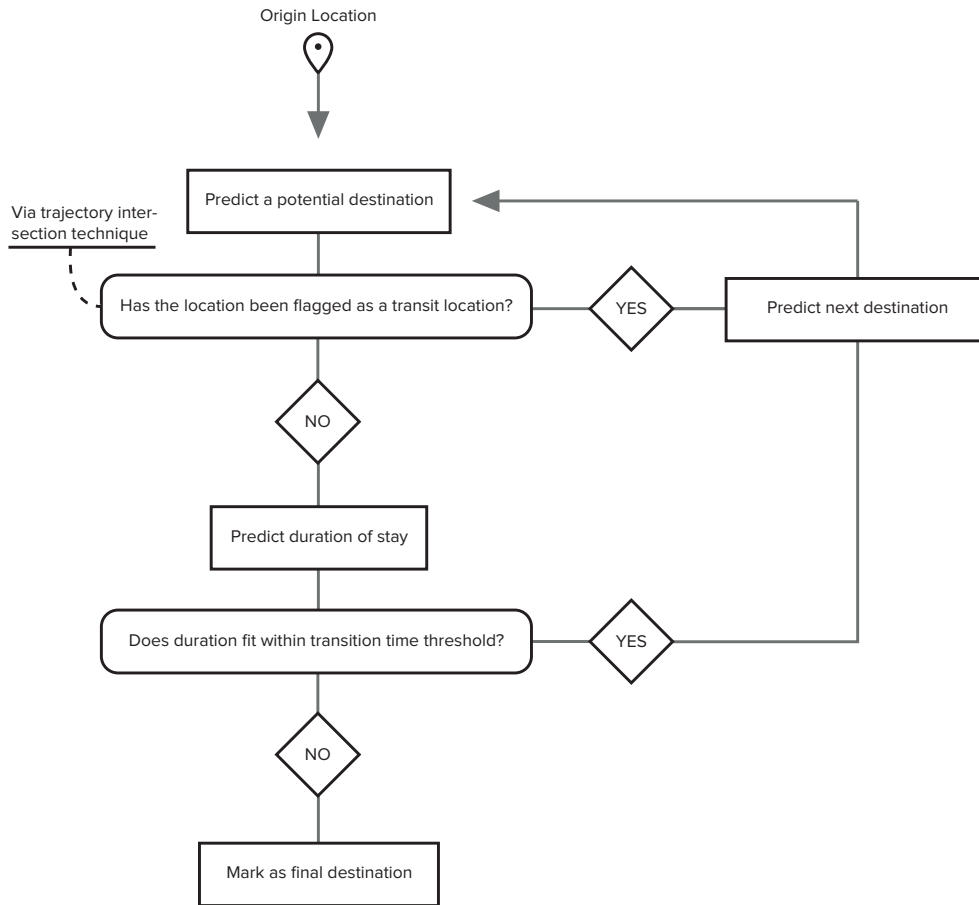 Origin Location
Predict a potential destination
Via trajectory inter-
section technique
Has the location been flagged as a transit location?
YES
Predict next destination
NO
Predict duration of stay
Does duration fit within transition time threshold?
YES
NO
Mark as final destination